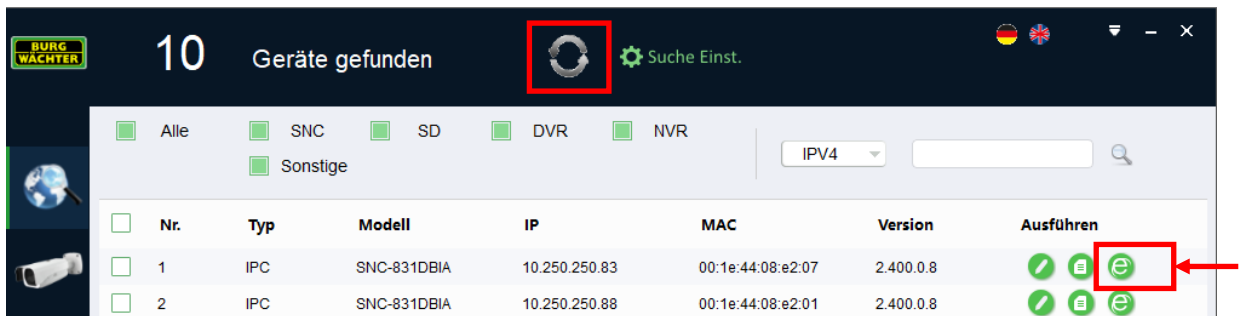 BURG
WÄCHTER
10 Geräte gefunden Suche Einst.
Alle SNC SD DVR NVR
Sonstige
IPV4
Nr. Typ Modell IP MAC Version Ausführen
1 IPC SNC-831DBIA 10.250.250.83 00:1e:44:08:e2:07 2.400.0.8
2 IPC SNC-831DBIA 10.250.250.88 00:1e:44:08:e2:01 2.400.0.8